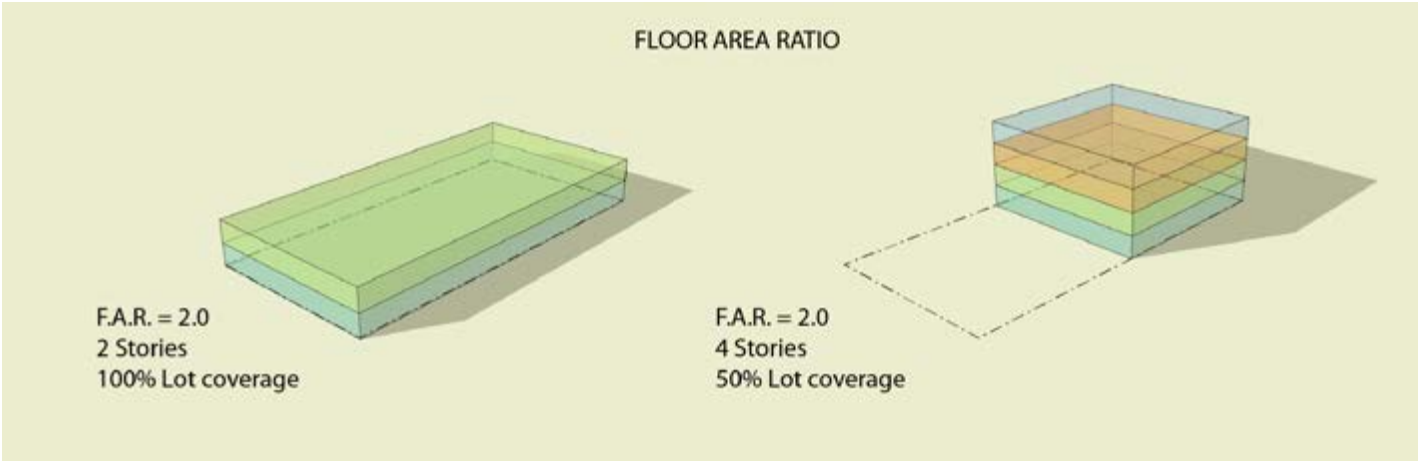 FLOOR AREA RATIO
F.A.R. = 2.0
2 Stories
100% Lot coverage
F.A.R. = 2.0
4 Stories
50% Lot coverage